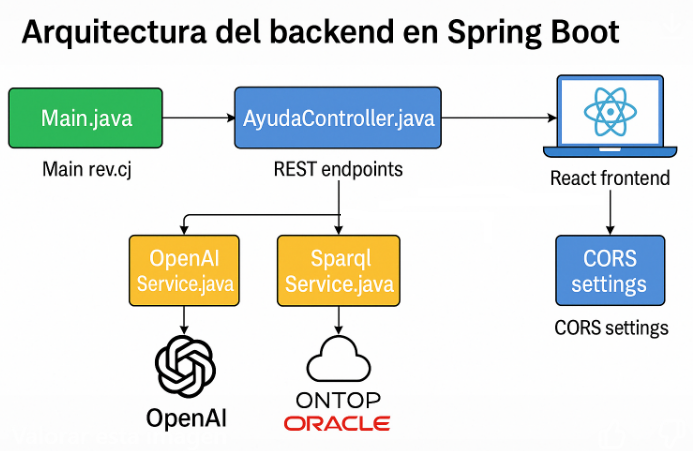 Arquitectura del backend en Spring Boot
Main.java
Main rev.cj
AyudaController.java
REST endpoints
React frontend
OpenAI
Service.java
Sparql
Service.java
CORS
settings
CORS settings
OpenAI
ONTOP
ORACLE